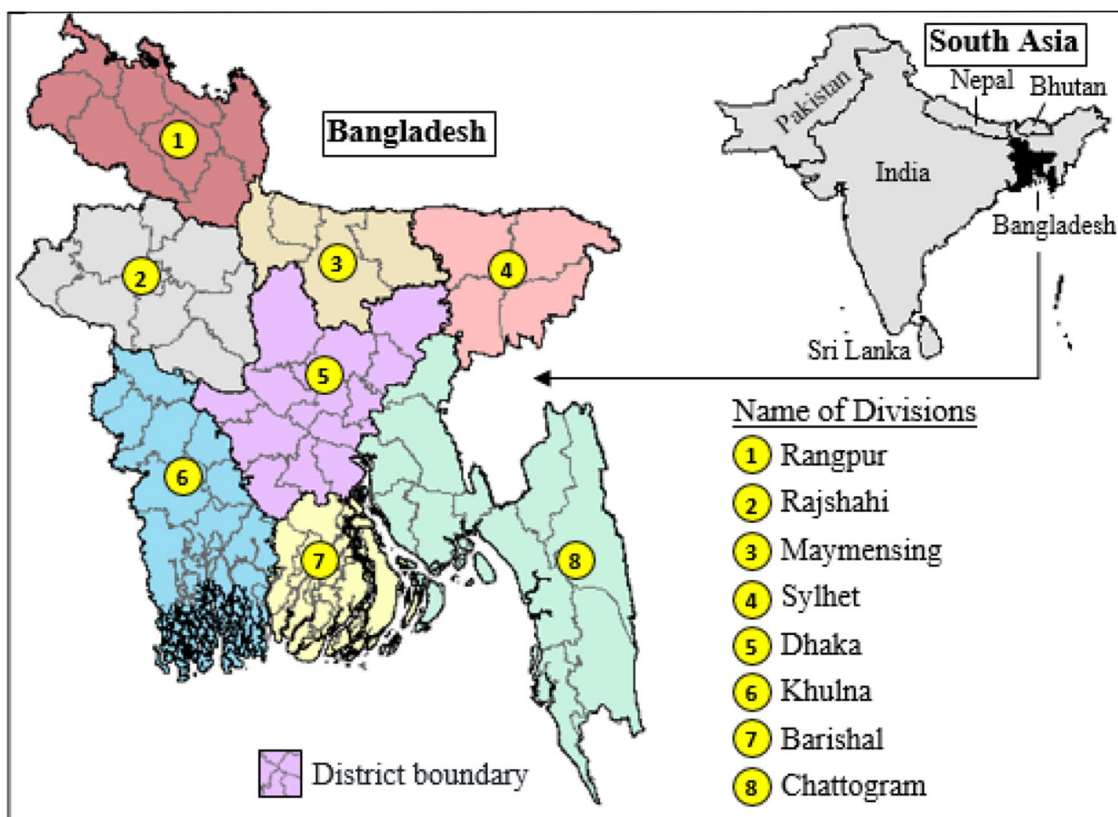 South Asia
Nepal
Bhutan
Pakistan
India
Bangladesh
Sri Lanka
Bangladesh
1
2
3
4
5
6
7
8
Name of Divisions
1 Rangpur
2 Rajshahi
3 Maymensing
4 Sylhet
5 Dhaka
6 Khulna
7 Barishal
8 Chattogram
District boundary